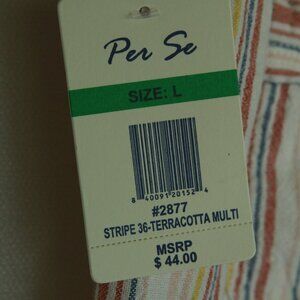 Per Se
SIZE: L
8 40091 20152 4
#2877
STRIPE 36-TERRACOTTA MULTI
MSRP
$ 44.00